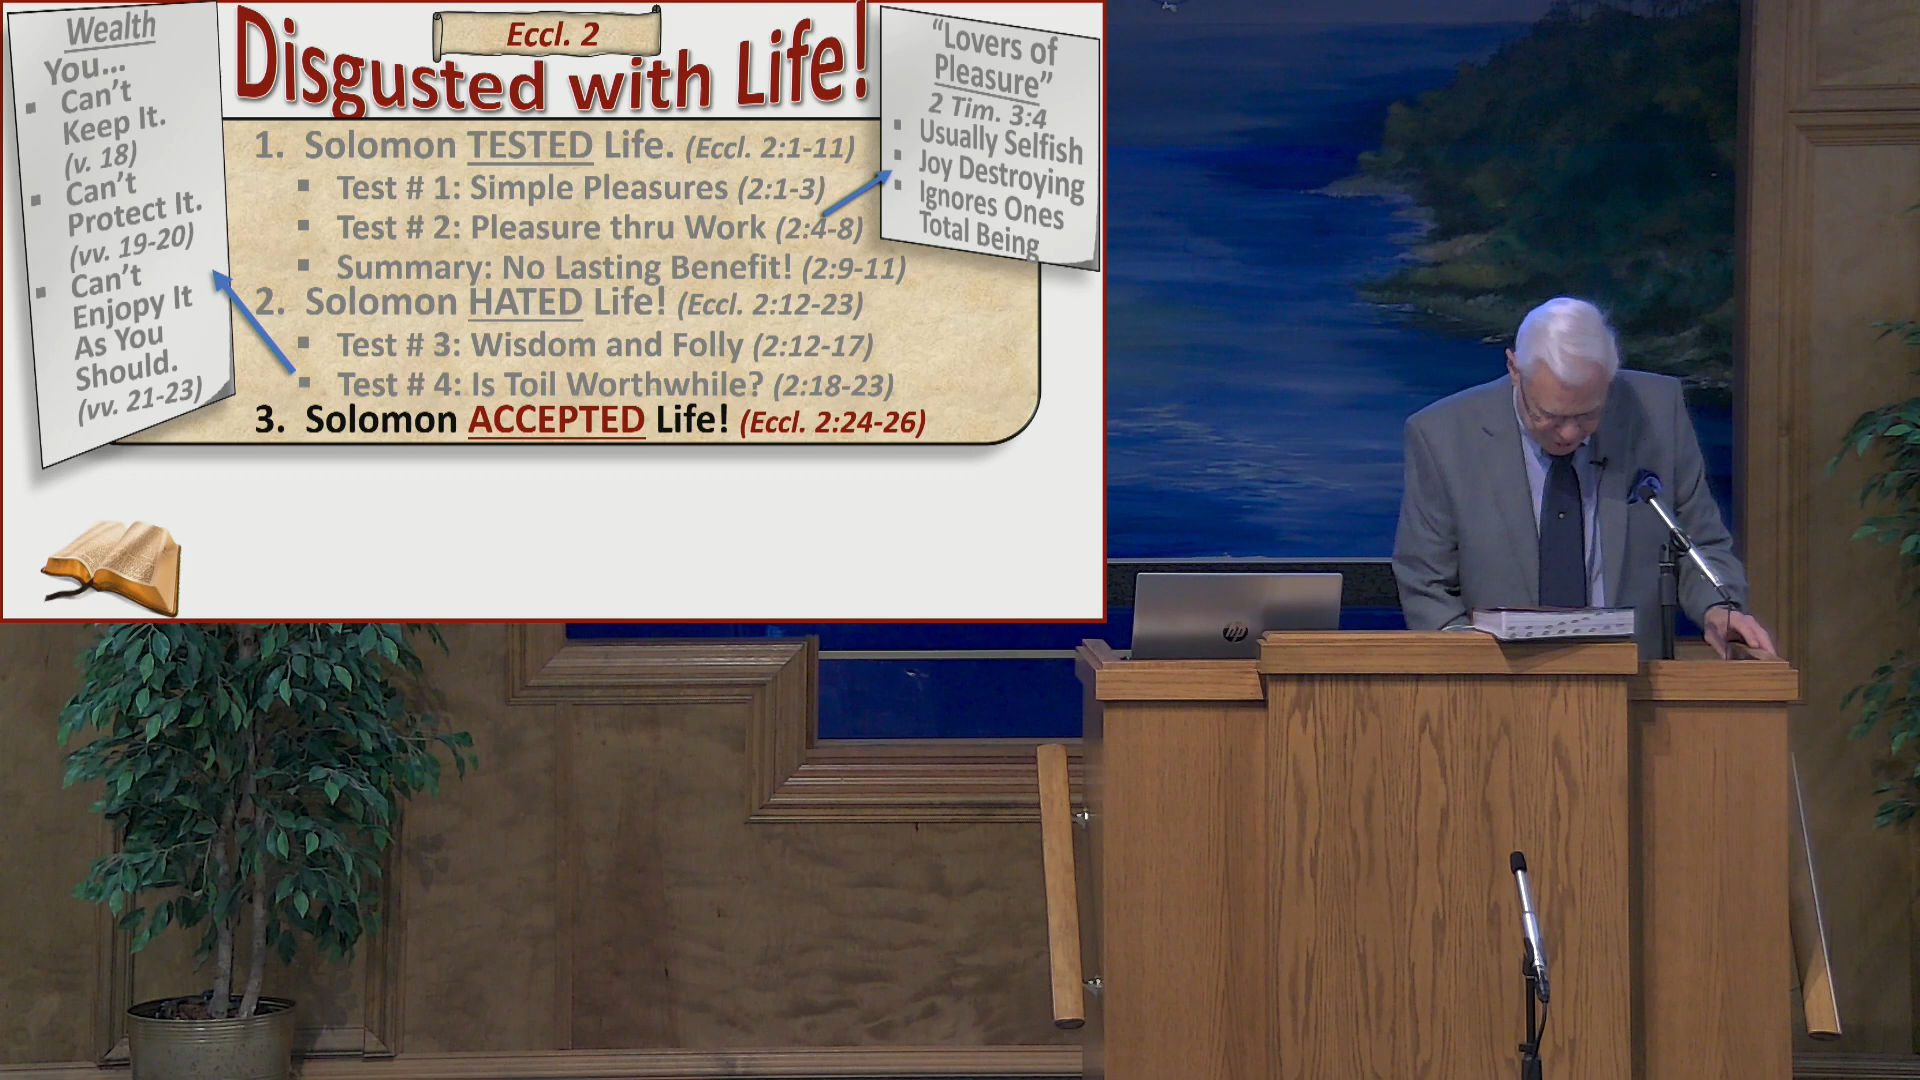 Eccl. 2
Disgusted with Life!
Wealth
You...
▪ Can't
Keep It.
(v. 18)
▪ Can't
Protect It.
(vv. 19-20)
▪ Can't
Enjopy It
As You
Should.
(vv. 21-23)
1. Solomon TESTED Life. (Eccl. 2:1-11)
▪ Test # 1: Simple Pleasures (2:1-3)
▪ Test # 2: Pleasure thru Work (2:4-8)
▪ Summary: No Lasting Benefit! (2:9-11)
2. Solomon HATED Life! (Eccl. 2:12-23)
▪ Test # 3: Wisdom and Folly (2:12-17)
▪ Test # 4: Is Toil Worthwhile? (2:18-23)
3. Solomon ACCEPTED Life! (Eccl. 2:24-26)
“Lovers of
Pleasure”
2 Tim. 3:4
▪ Usually Selfish
▪ Joy Destroying
▪ Ignores Ones
Total Being
hp